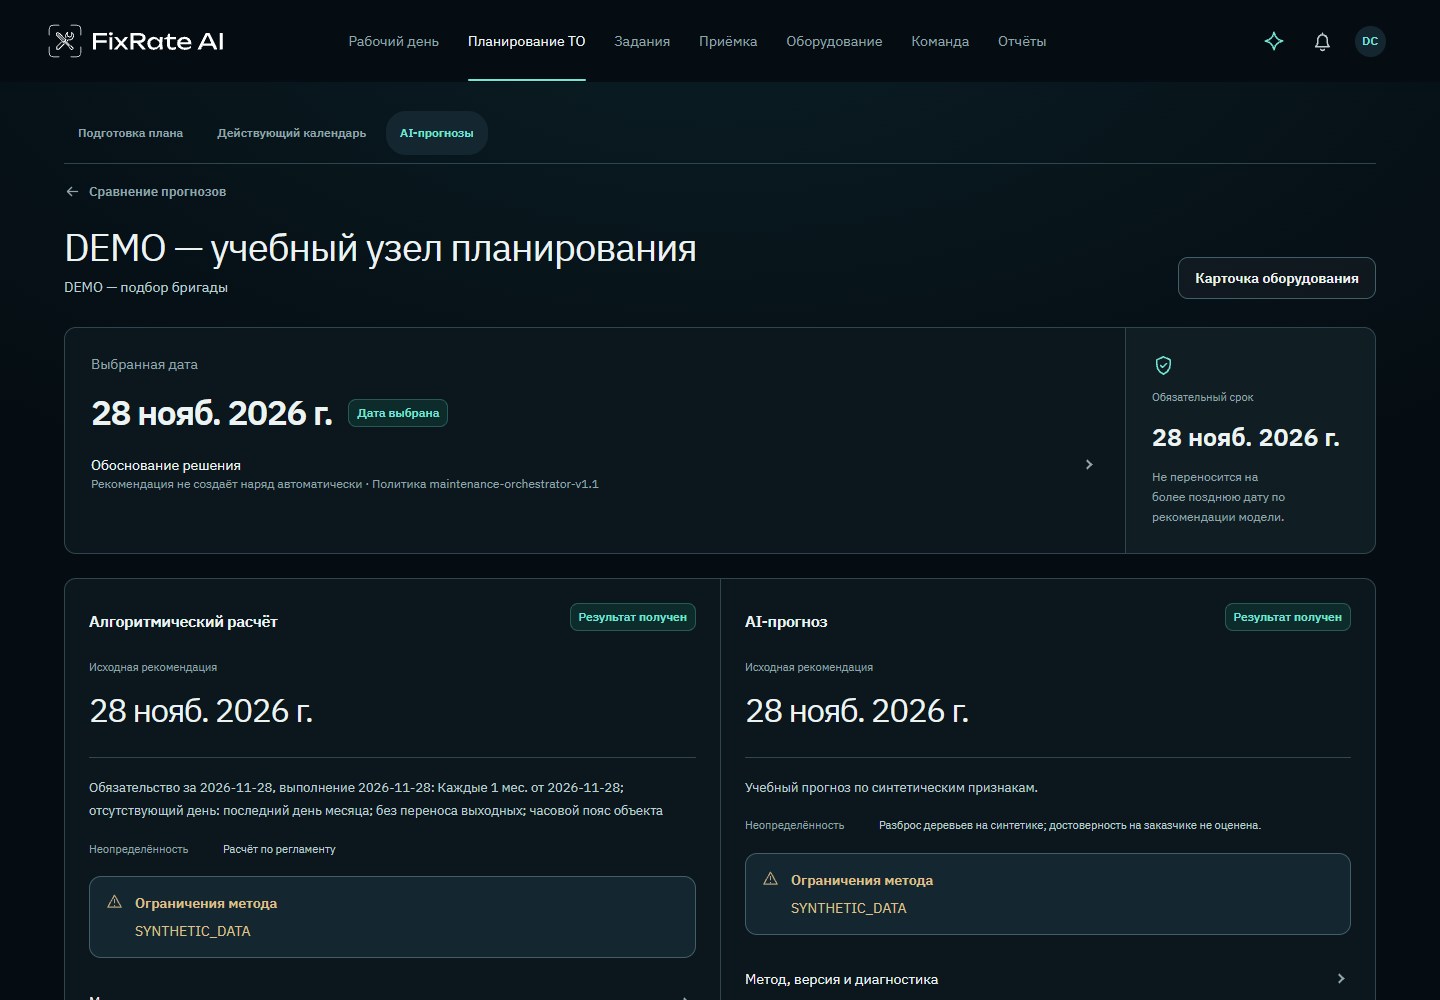 FixRate AI
Рабочий день
Планирование ТО
Задания
Приёмка
Оборудование
Команда
Отчёты
DC
Подготовка плана
Действующий календарь
AI-прогнозы
Сравнение прогнозов
DEMO — учебный узел планирования
DEMO — подбор бригады
Карточка оборудования
Выбранная дата
28 нояб. 2026 г.
Дата выбрана
Обоснование решения
Рекомендация не создаёт наряд автоматически · Политика maintenance-orchestrator-v1.1
Обязательный срок
28 нояб. 2026 г.
Не переносится на
более позднюю дату по
рекомендации модели.
Алгоритмический расчёт
Результат получен
Исходная рекомендация
28 нояб. 2026 г.
Обязательство за 2026-11-28, выполнение 2026-11-28: Каждые 1 мес. от 2026-11-28;
отсутствующий день: последний день месяца; без переноса выходных; часовой пояс объекта
Неопределённость
Расчёт по регламенту
Ограничения метода
SYNTHETIC_DATA
AI-прогноз
Результат получен
Исходная рекомендация
28 нояб. 2026 г.
Учебный прогноз по синтетическим признакам.
Неопределённость
Разброс деревьев на синтетике; достоверность на заказчике не оценена.
Ограничения метода
SYNTHETIC_DATA
Метод, версия и диагностика